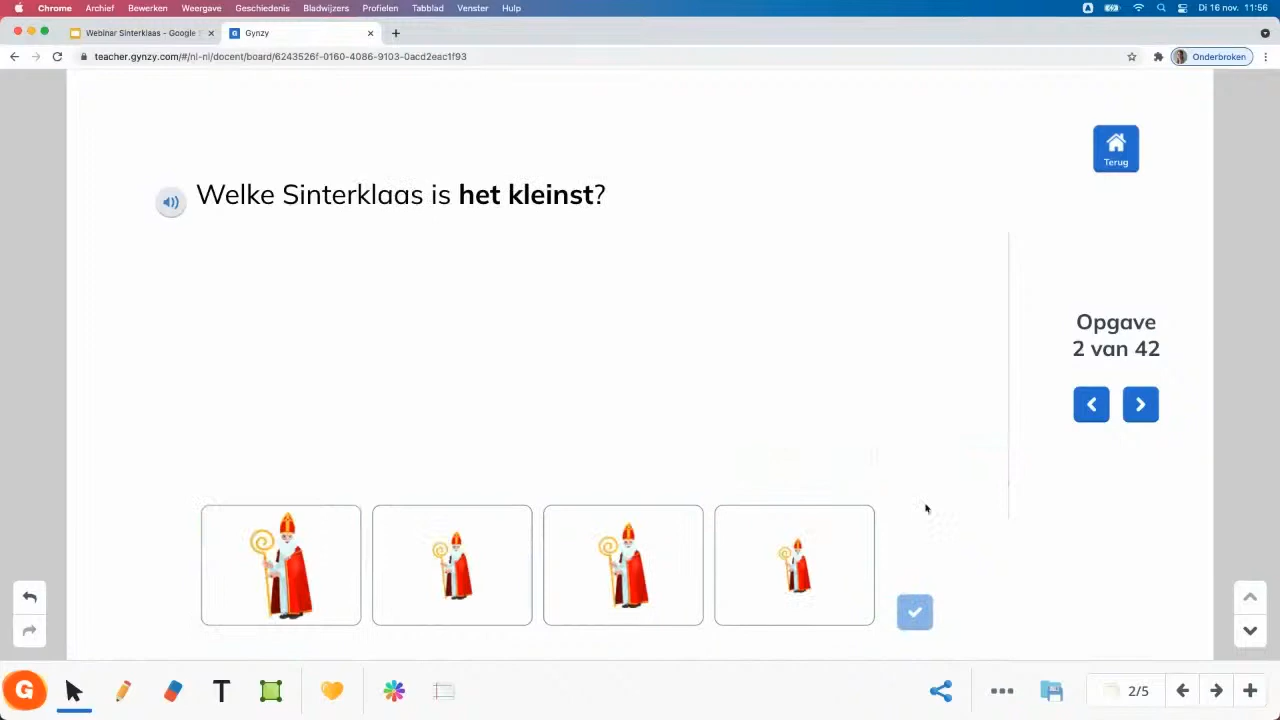 Chrome Archief Bewerken Weergave Geschiedenis Bladwijzers Profielen Tabblad Venster Hulp Di 16 nov. 11:56
Webinar Sinterklaas - Google Gynzy
teacher.gynzy.com/#/nl-nl/docent/board/6243526f-0160-4086-9103-0acd2eac1f93 Onderbroken
Terug
Welke Sinterklaas is het kleinst?
Opgave
2 van 42
G T 2/5